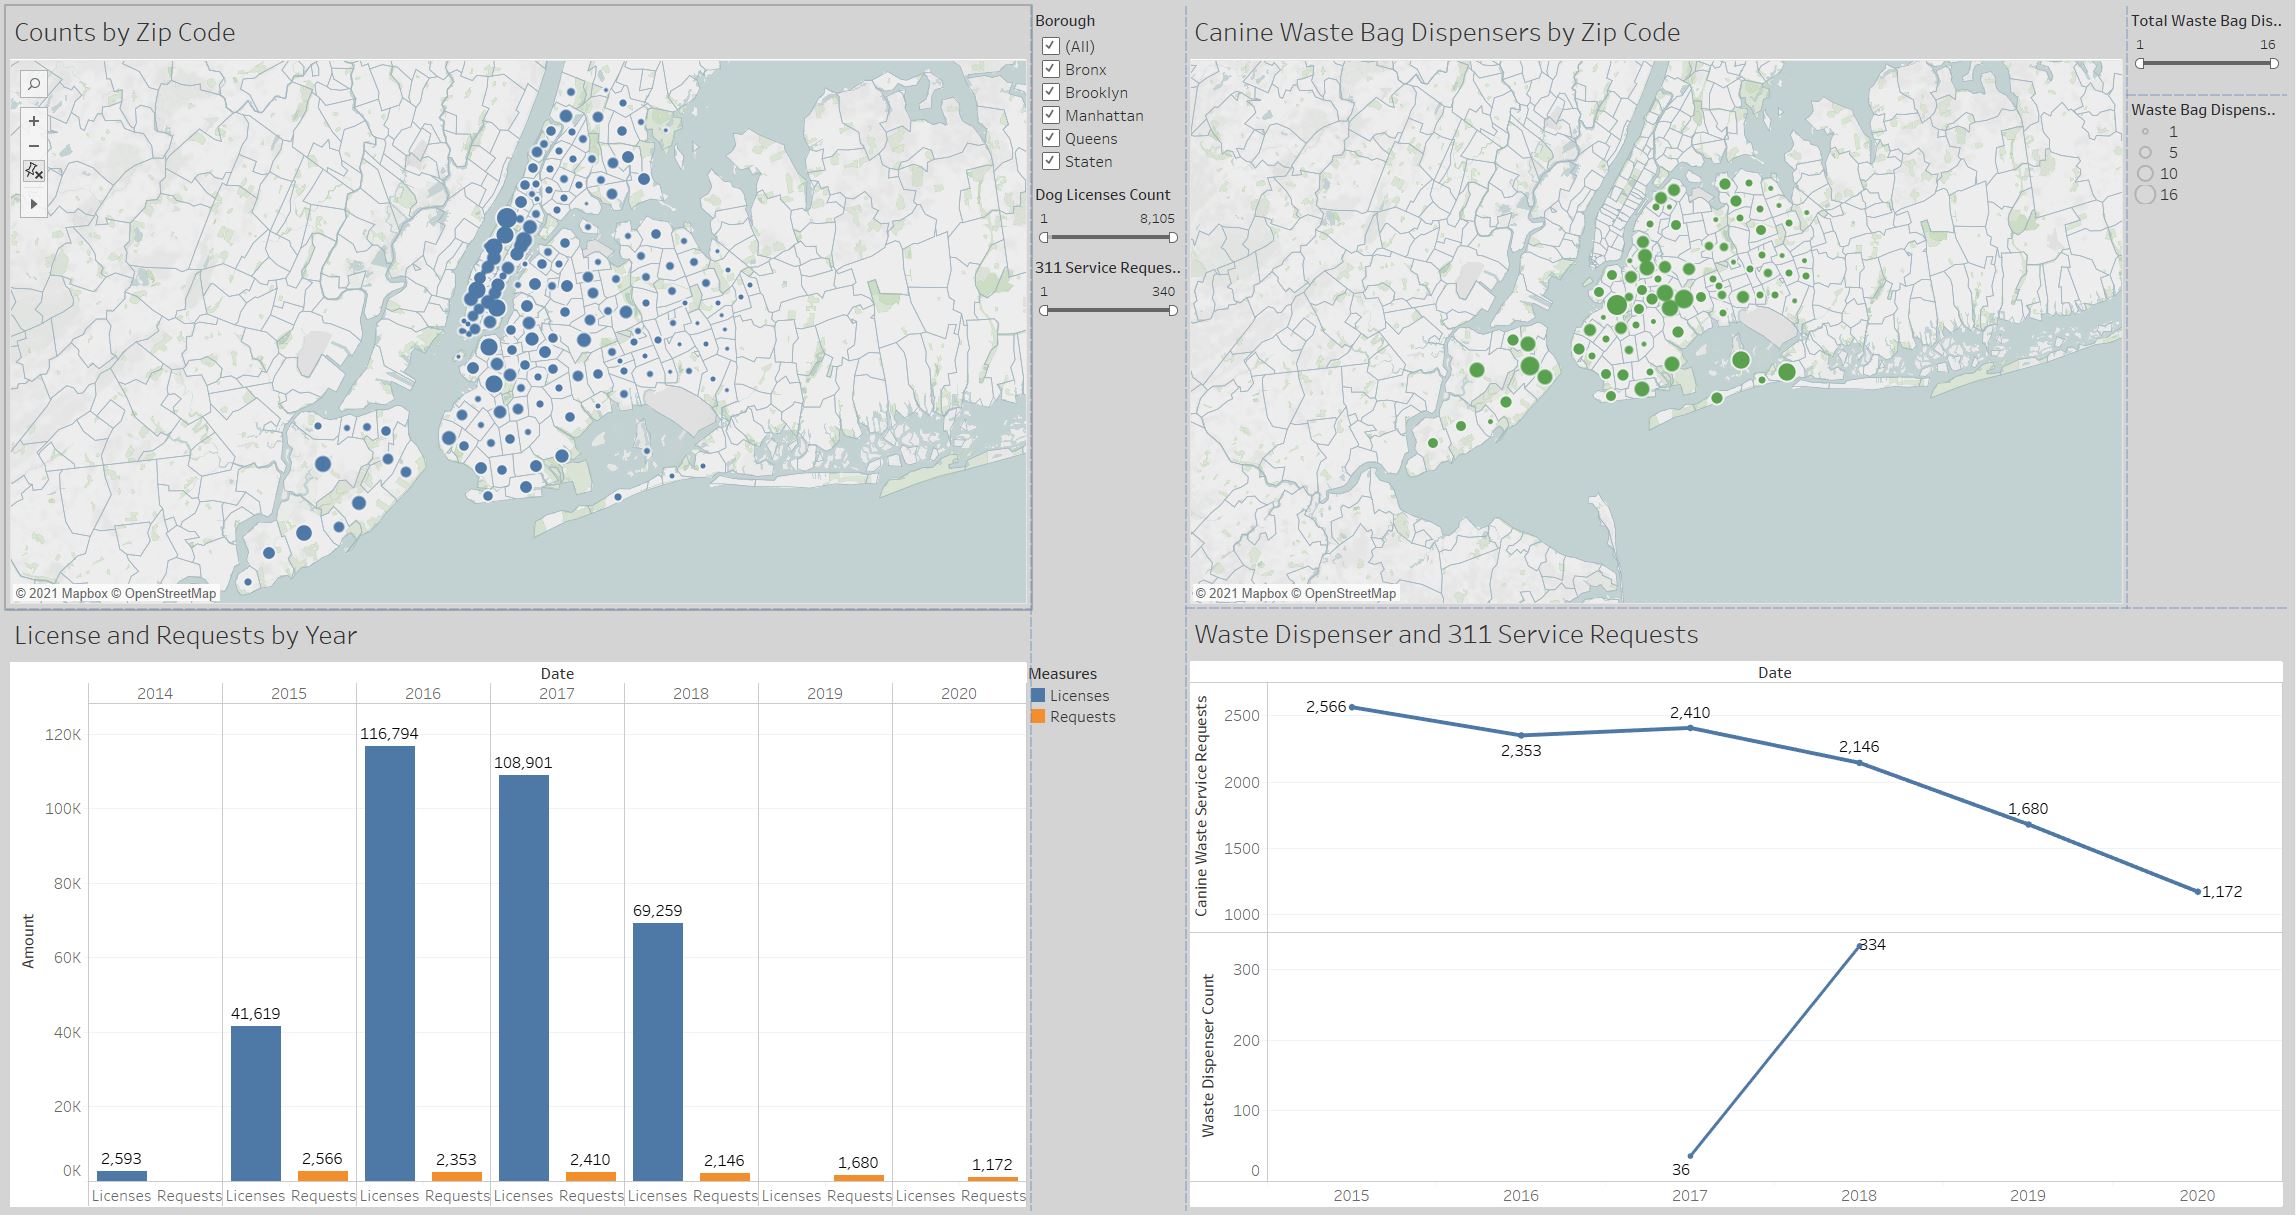 Counts by Zip Code
© 2021 Mapbox © OpenStreetMap
Borough
(All)
Bronx
Brooklyn
Manhattan
Queens
Staten
Dog Licenses Count
1 8,105
311 Service Reques..
1 340
Canine Waste Bag Dispensers by Zip Code
© 2021 Mapbox © OpenStreetMap
Total Waste Bag Dis..
1 16
Waste Bag Dispens..
1
5
10
16
License and Requests by Year
Date
2014 2015 2016 2017 2018 2019 2020
Amount
120K
100K
80K
60K
40K
20K
0K
2,593
41,619
2,566
116,794
2,353
108,901
2,410
69,259
2,146
1,680
1,172
Licenses Requests Licenses Requests Licenses Requests Licenses Requests Licenses Requests Licenses Requests Licenses Requests
Measures
Licenses
Requests
Waste Dispenser and 311 Service Requests
Date
Canine Waste Service Requests
2500
2000
1500
1000
2,566
2,353
2,410
2,146
1,680
1,172
Waste Dispenser Count
300
200
100
0
36
334
2015 2016 2017 2018 2019 2020